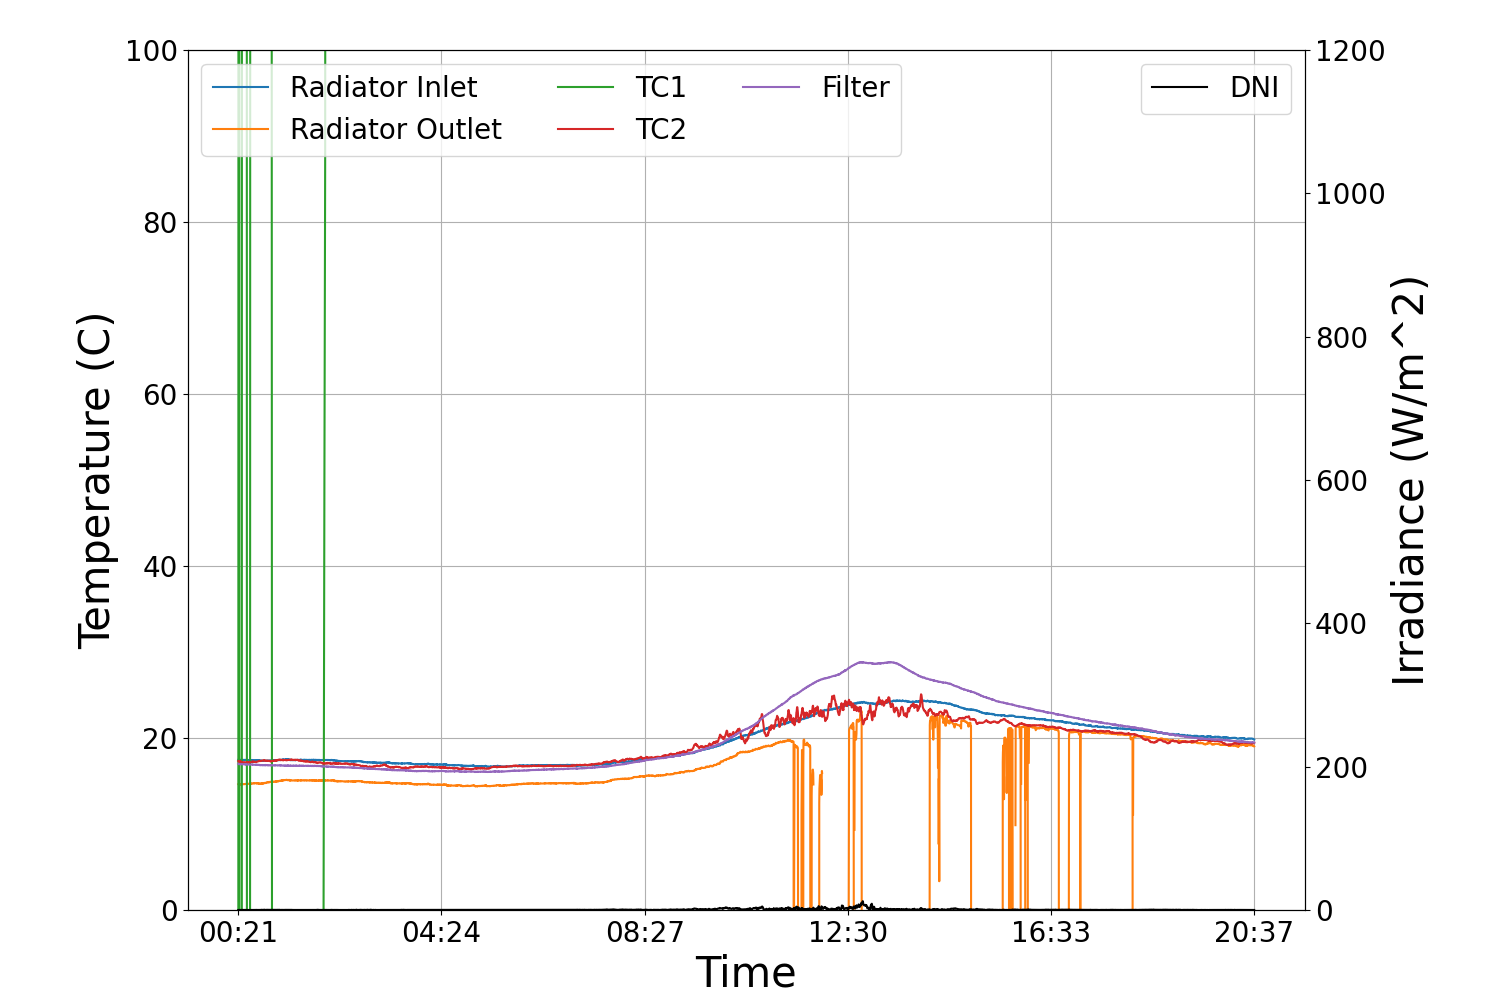 100
80
60
40
20
0
Temperature (C)
Radiator Inlet
Radiator Outlet
TC1
TC2
Filter
DNI
1200
1000
800
600
400
200
0
Irradiance (W/m^2)
00:21 04:24 08:27 12:30 16:33 20:37
Time